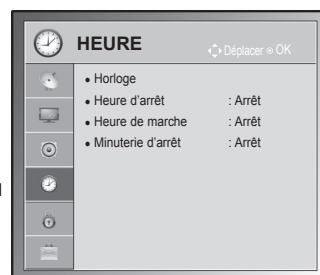 HEURE
Déplacer OK
• Horloge
• Heure d'arrêt : Arrêt
• Heure de marche : Arrêt
• Minuterie d'arrêt : Arrêt